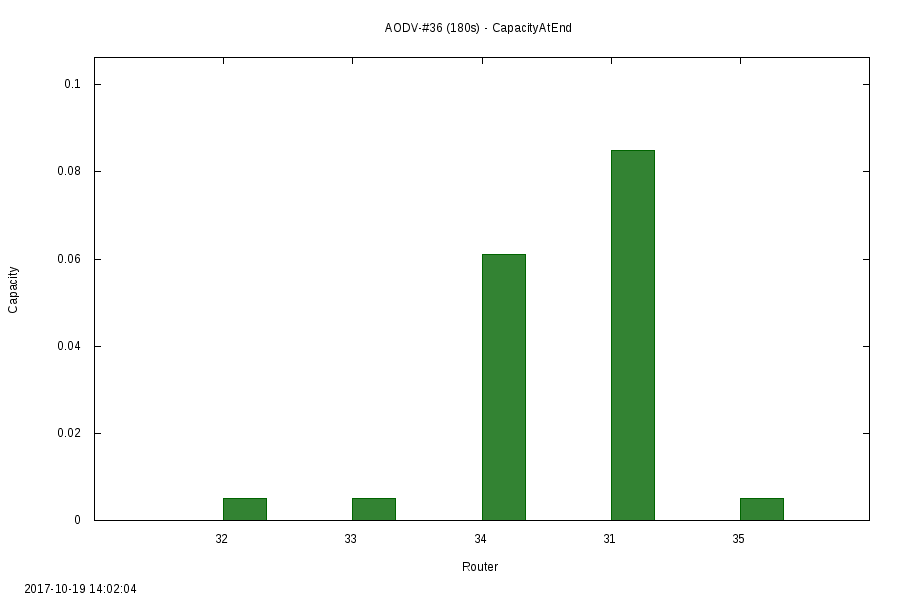 AODV-#36 (180s) - CapacityAtEnd
0.1
0.08
0.06
0.04
0.02
0
Capacity
32 33 34 31 35
Router
2017-10-19 14:02:04